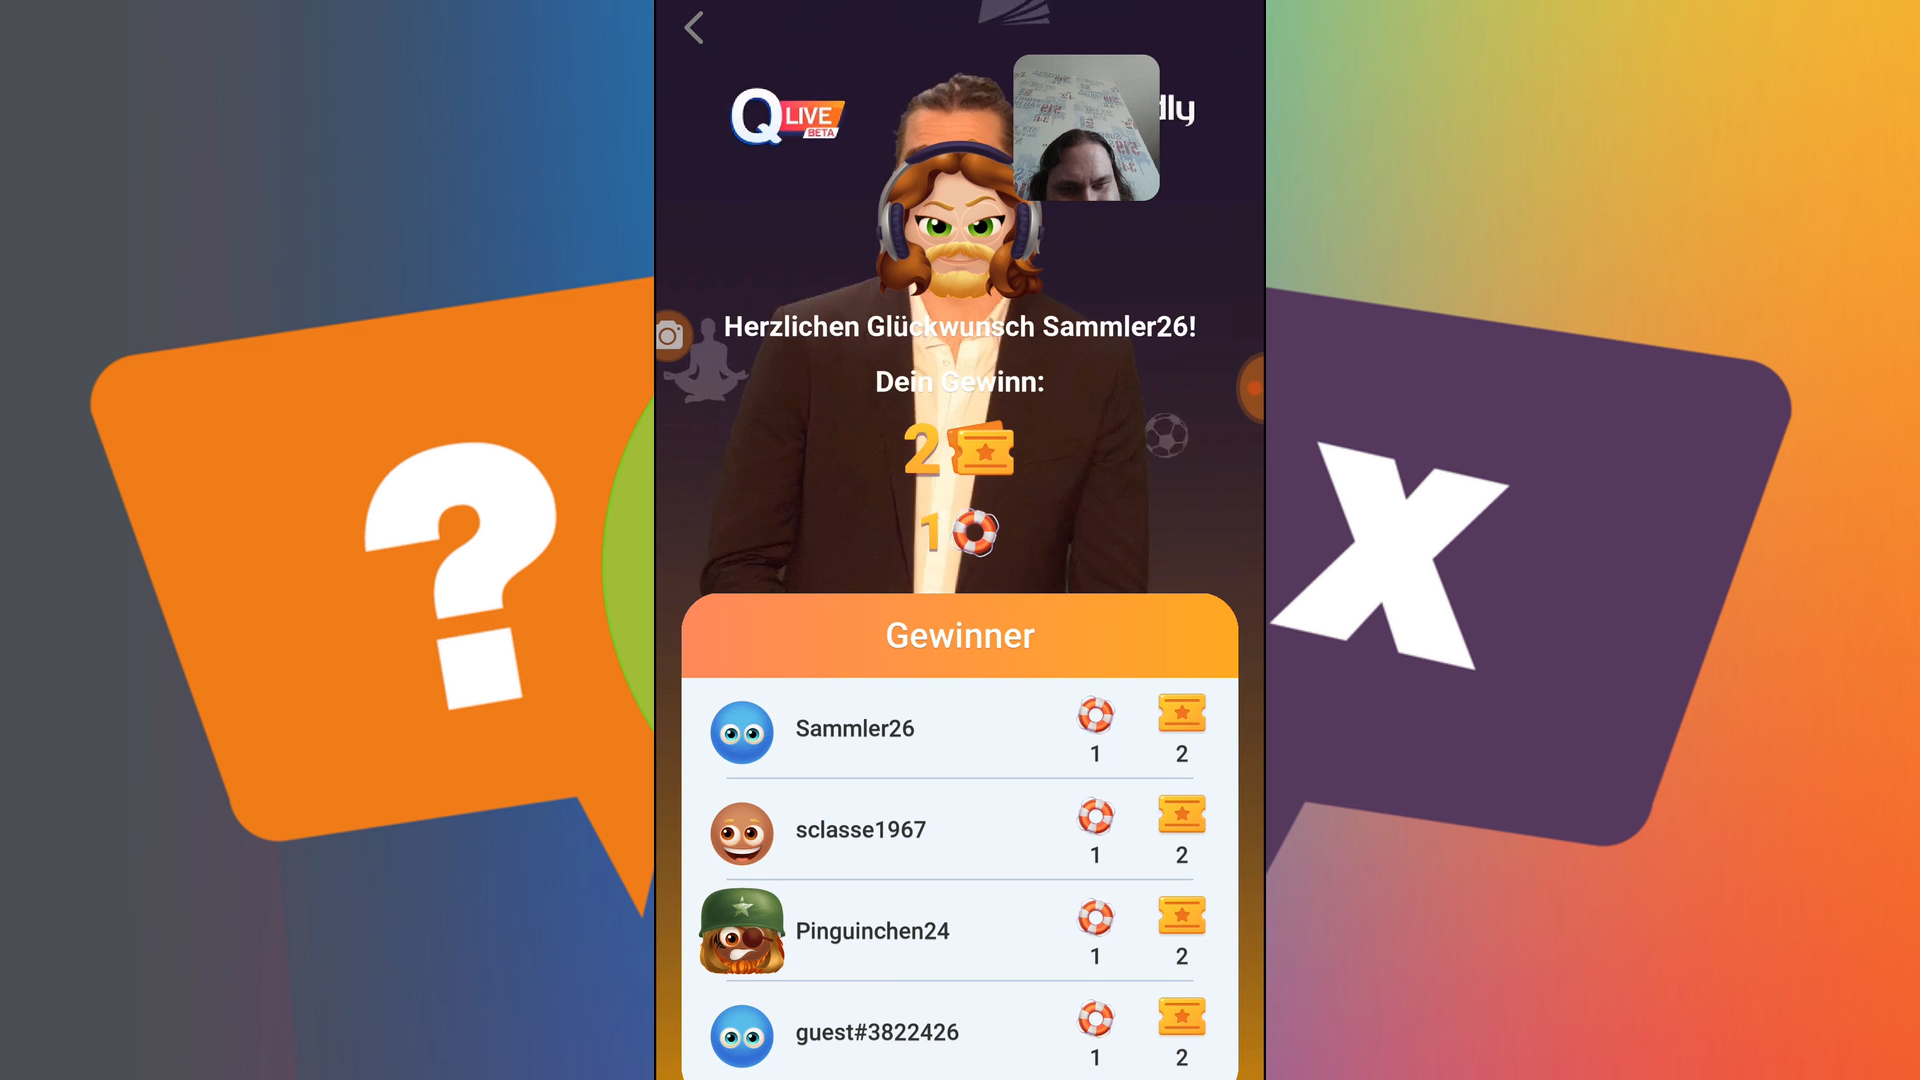 Q LIVE
BETA
dly
Herzlichen Glückwunsch Sammler26!
Dein Gewinn:
2
1
?
X
Gewinner
Sammler26
1
2
sclasse1967
1
2
Pinguinchen24
1
2
guest#3822426
1
2